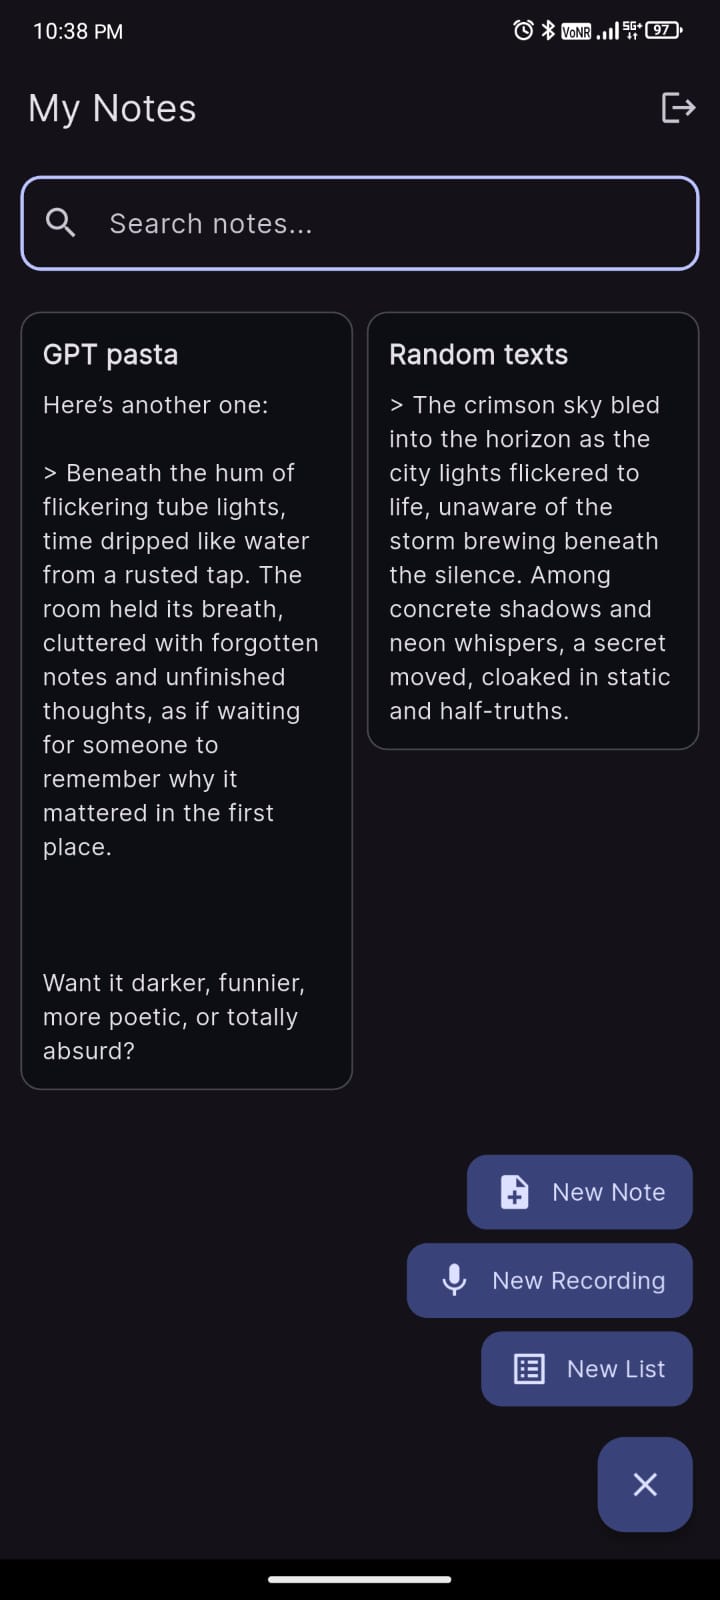 10:38 PM
VoNR 5G+ 97
My Notes
Search notes...
GPT pasta
Here’s another one:
> Beneath the hum of
flickering tube lights,
time dripped like water
from a rusted tap. The
room held its breath,
cluttered with forgotten
notes and unfinished
thoughts, as if waiting
for someone to
remember why it
mattered in the first
place.
Want it darker, funnier,
more poetic, or totally
absurd?
Random texts
> The crimson sky bled
into the horizon as the
city lights flickered to
life, unaware of the
storm brewing beneath
the silence. Among
concrete shadows and
neon whispers, a secret
moved, cloaked in static
and half-truths.
New Note
New Recording
New List